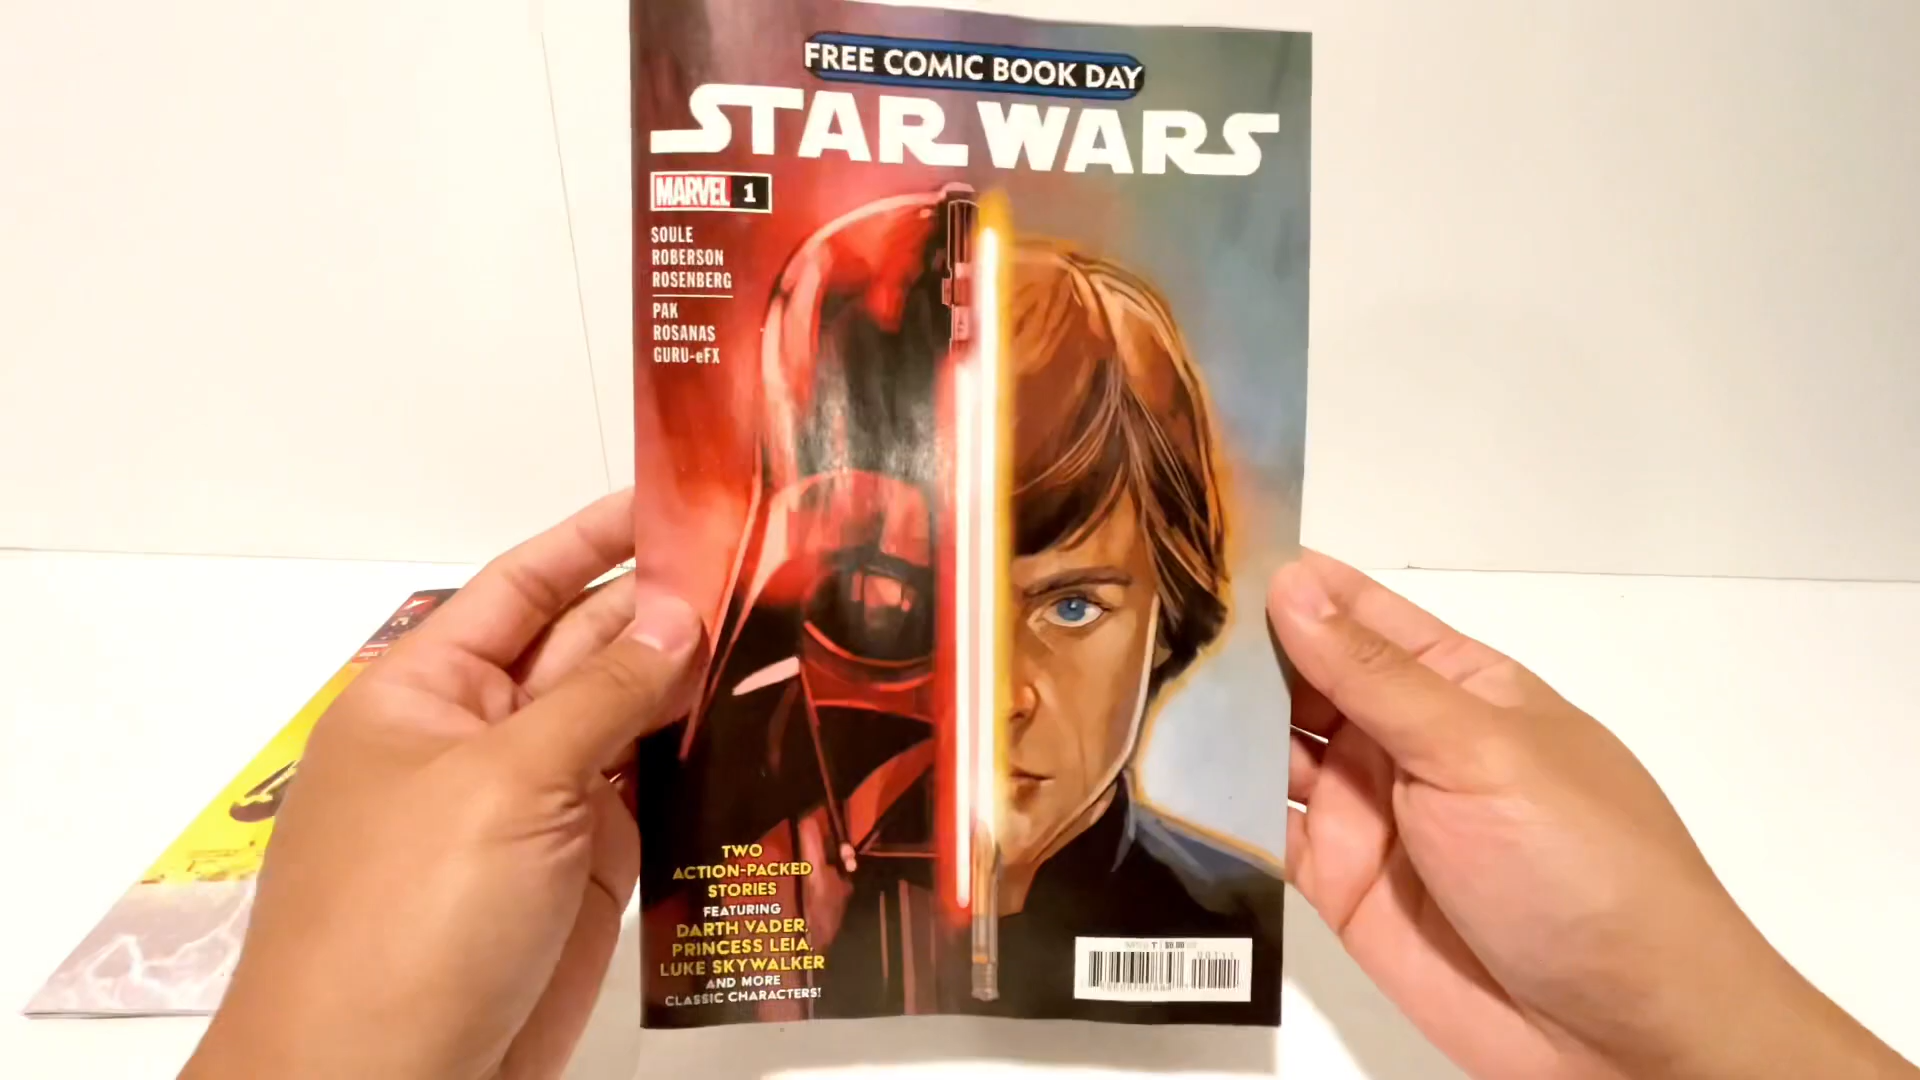 FREE COMIC BOOK DAY
STAR WARS
MARVEL 1
SOULE
ROBERSON
ROSENBERG
PAK
ROSANAS
GURU-eFX
TWO
ACTION-PACKED
STORIES
FEATURING
DARTH VADER,
PRINCESS LEIA,
LUKE SKYWALKER
AND MORE
CLASSIC CHARACTERS!